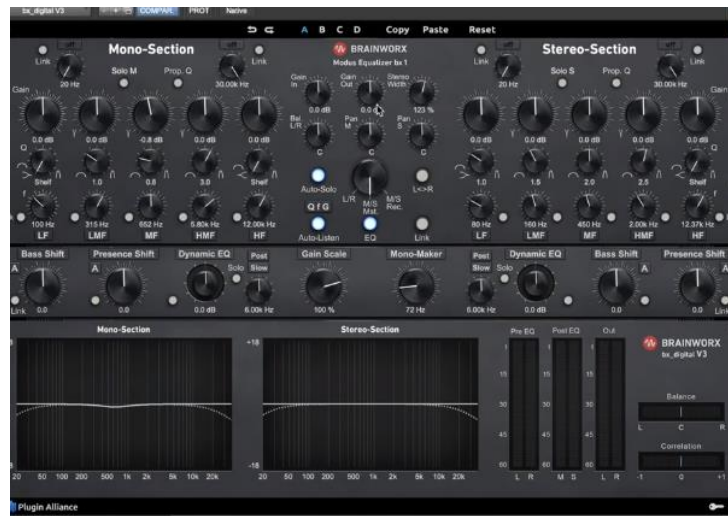 bx_digital V3 COMPARE PROT Native
A B C D Copy Paste Reset
Mono-Section
off
off
Link
20 Hz
Solo M
Prop. Q
30.00k Hz
Link
BRAINWORX
Modus Equalizer bx1
Gain In
Gain Out
Stereo Width
0.0 dB
0.0 d
123 %
Stereo-Section
off
off
Link
20 Hz
Solo S
Prop. Q
30.00k Hz
Link
Gain
0.0 dB 0.0 dB -0.8 dB 0.0 dB 0.0 dB
Bal L/R
Pan M
Pan S
C C C
0.0 dB 0.0 dB 0.0 dB 0.0 dB 0.0 dB
Gain
Q
Shelf 1.0 0.8 3.0 Shelf
Auto-Solo
L<>R
L/R
M/S Mst.
M/S Rec.
1.0 1.5 2.0 2.5 Shelf
Q
f
100 Hz 315 Hz 652 Hz 5.80k Hz 12.00k Hz
LF LMF MF HMF HF
Q f G
Auto-Listen EQ Link
80 Hz 160 Hz 450 Hz 2.00k Hz 12.37k Hz
LF LMF MF HMF HF
f
Bass Shift Presence Shift Dynamic EQ Post Gain Scale Mono-Maker Post Dynamic EQ Bass Shift Presence Shift
A A Solo Slow Slow Solo A A
Link 0.0 0.0 0.0 dB 6.00k Hz 100 % 72 Hz 6.00k Hz 0.0 dB 0.0 0.0 Link
Mono-Section
-18
20 50 100 200 500 1k 2k 5k 10k 20k
Stereo-Section
+18
-18
20 50 100 200 500 1k 2k 5k 10k 20k
Pre EQ Post EQ Out
15 15 15
30 30 30
45 45 45
60 60 60
L R M S L R
BRAINWORX
bx_digital V3
Balance
L C R
Correlation
-1 0 +1
Plugin Alliance